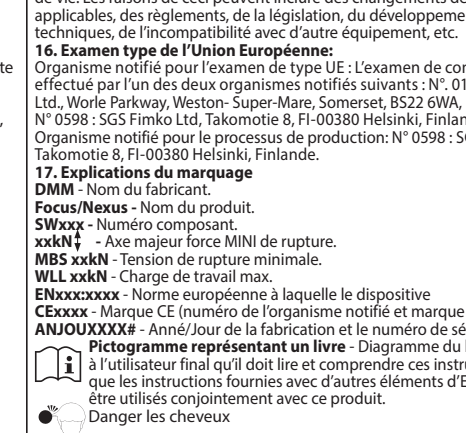 de vie. Les raisons de ceci peuvent inclure des changements de
applicables, des règlements, de la législation, du développeme
techniques, de l'incompatibilité avec d'autre équipement, etc.
16. Examen type de l'Union Européenne:
te
Organisme notifié pour l'examen de type UE : L'examen de con
effectué par l'un des deux organismes notifiés suivants : N°. 01
Ltd., Worle Parkway, Weston- Super-Mare, Somerset, BS22 6WA,
,
N° 0598 : SGS Fimko Ltd, Takomotie 8, FI-00380 Helsinki, Finlan
Organisme notifié pour le processus de production: N° 0598 : S
Takomotie 8, FI-00380 Helsinki, Finlande.
17. Explications du marquage
DMM - Nom du fabricant.
Focus/Nexus - Nom du produit.
SWxxx - Numéro composant.
xxkN↕ - Axe majeur force MINI de rupture.
MBS xxkN - Tension de rupture minimale.
WLL xxkN - Charge de travail max.
ENxxx:xxxx - Norme européenne à laquelle le dispositive
CExxxx - Marque CE (numéro de l'organisme notifié et marque
ANJOUXXXX# - Anné/Jour de la fabrication et le numéro de sé
Pictogramme représentant un livre - Diagramme du l
à l'utilisateur final qu'il doit lire et comprendre ces instru
que les instructions fournies avec d'autres éléments d'E
être utilisés conjointement avec ce produit.
Danger les cheveux